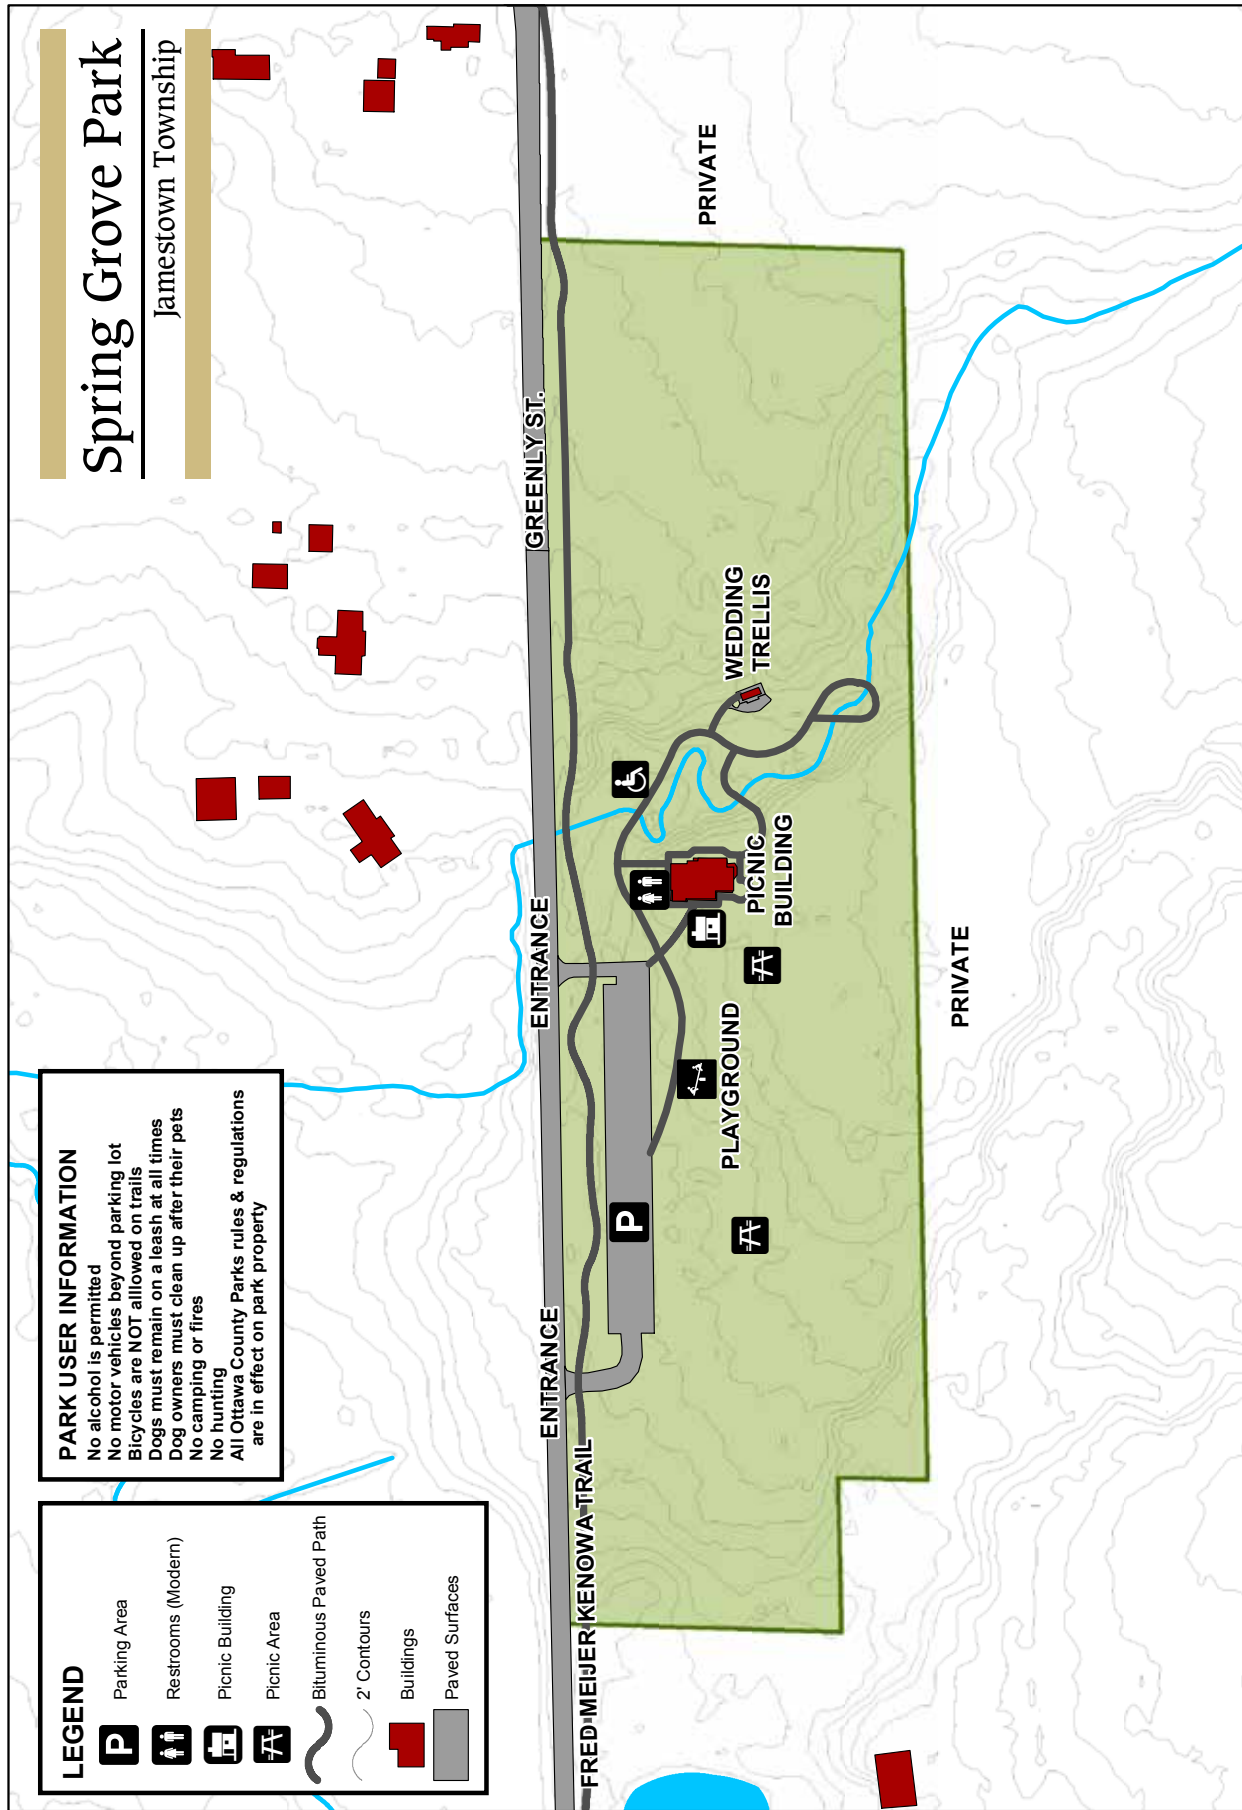 Spring Grove Park
Jamestown Township
PARK USER INFORMATION
No alcohol is permitted
No motor vehicles beyond parking lot
Bicycles are NOT alllowed on trails
Dogs must remain on a leash at all times
Dog owners must clean up after their pets
No camping or fires
No hunting
All Ottawa County Parks rules & regulations
are in effect on park property
LEGEND
P Parking Area
Restrooms (Modern)
Picnic Building
Picnic Area
Bituminous Paved Path
2' Contours
Buildings
Paved Surfaces
FRED MEIJER KENOWA TRAIL
ENTRANCE
ENTRANCE
GREENLY ST.
P
PLAYGROUND
PICNIC
BUILDING
WEDDING
TRELLIS
PRIVATE
PRIVATE